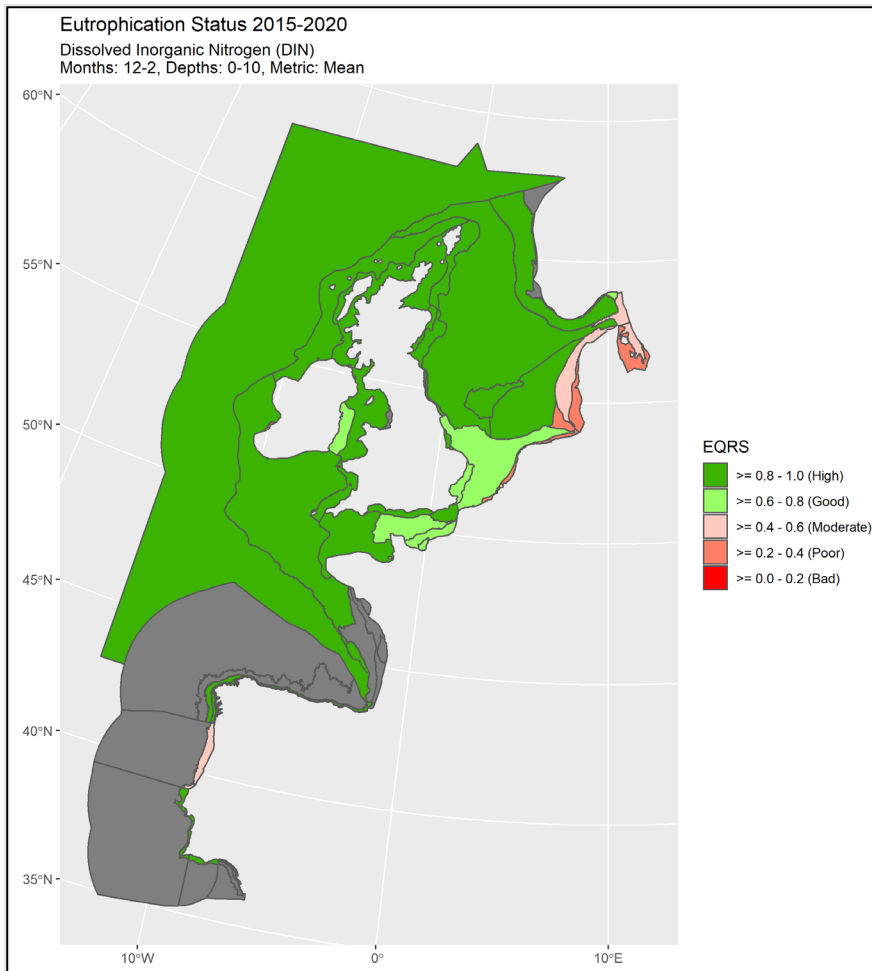 Eutrophication Status 2015-2020
Dissolved Inorganic Nitrogen (DIN)
Months: 12-2, Depths: 0-10, Metric: Mean
60°N
55°N
50°N
45°N
40°N
35°N
10°W
0°
10°E
EQRS
>= 0.8 - 1.0 (High)
>= 0.6 - 0.8 (Good)
>= 0.4 - 0.6 (Moderate)
>= 0.2 - 0.4 (Poor)
>= 0.0 - 0.2 (Bad)